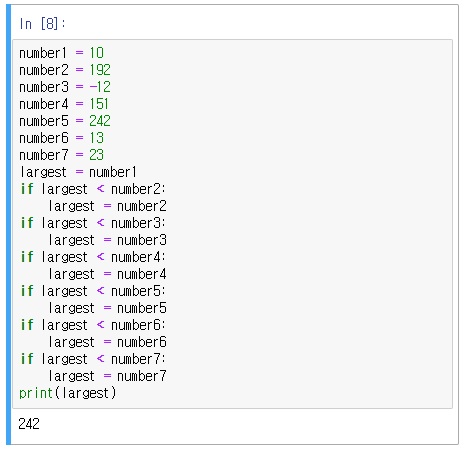 In [8]:
number1 = 10
number2 = 192
number3 = -12
number4 = 151
number5 = 242
number6 = 13
number7 = 23
largest = number1
if largest < number2:
    largest = number2
if largest < number3:
    largest = number3
if largest < number4:
    largest = number4
if largest < number5:
    largest = number5
if largest < number6:
    largest = number6
if largest < number7:
    largest = number7
print(largest)
242